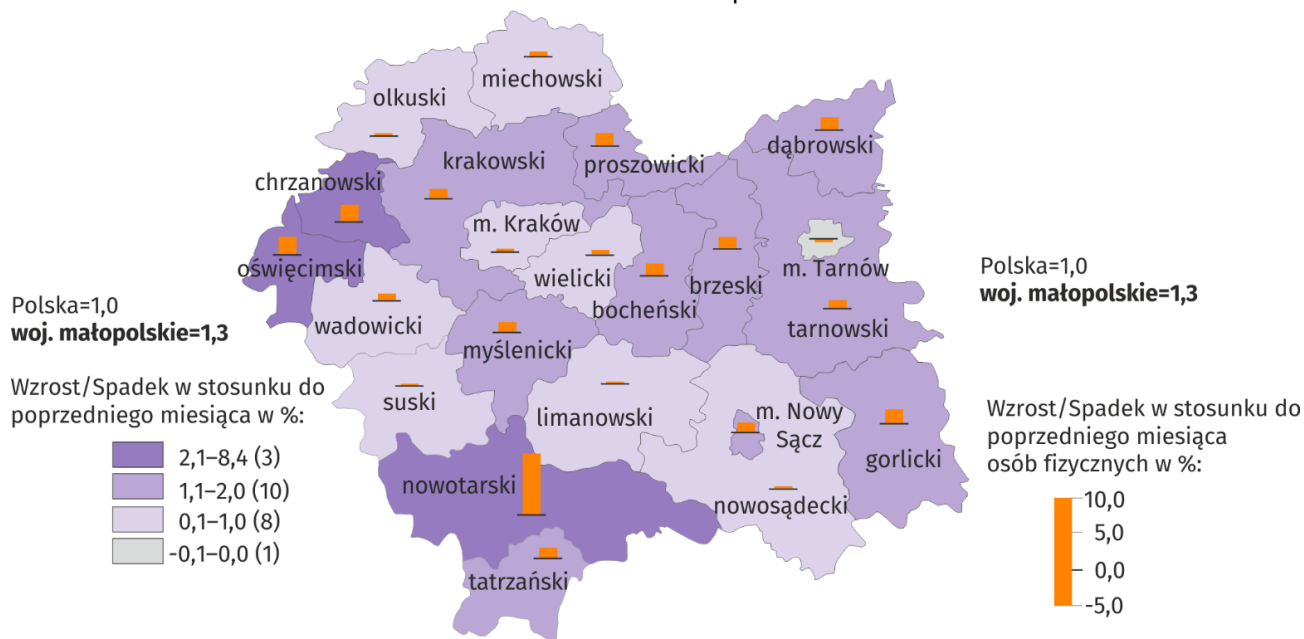 miechowski
olkuski
dąbrowski
krakowski
proszowicki
chrzanowski
m. Kraków
wielicki
m. Tarnów
oświęcimski
brzeski
bocheński
tarnowski
wadowicki
myślenicki
suski
limanowski
m. Nowy
Sącz
gorlicki
nowotarski
nowosądecki
tatrzański
Polska=1,0
woj. małopolskie=1,3
Wzrost/Spadek w stosunku do
poprzedniego miesiąca w %:
2,1–8,4 (3)
1,1–2,0 (10)
0,1–1,0 (8)
-0,1–0,0 (1)
Polska=1,0
woj. małopolskie=1,3
Wzrost/Spadek w stosunku do
poprzedniego miesiąca
osób fizycznych w %:
10,0
5,0
0,0
-5,0